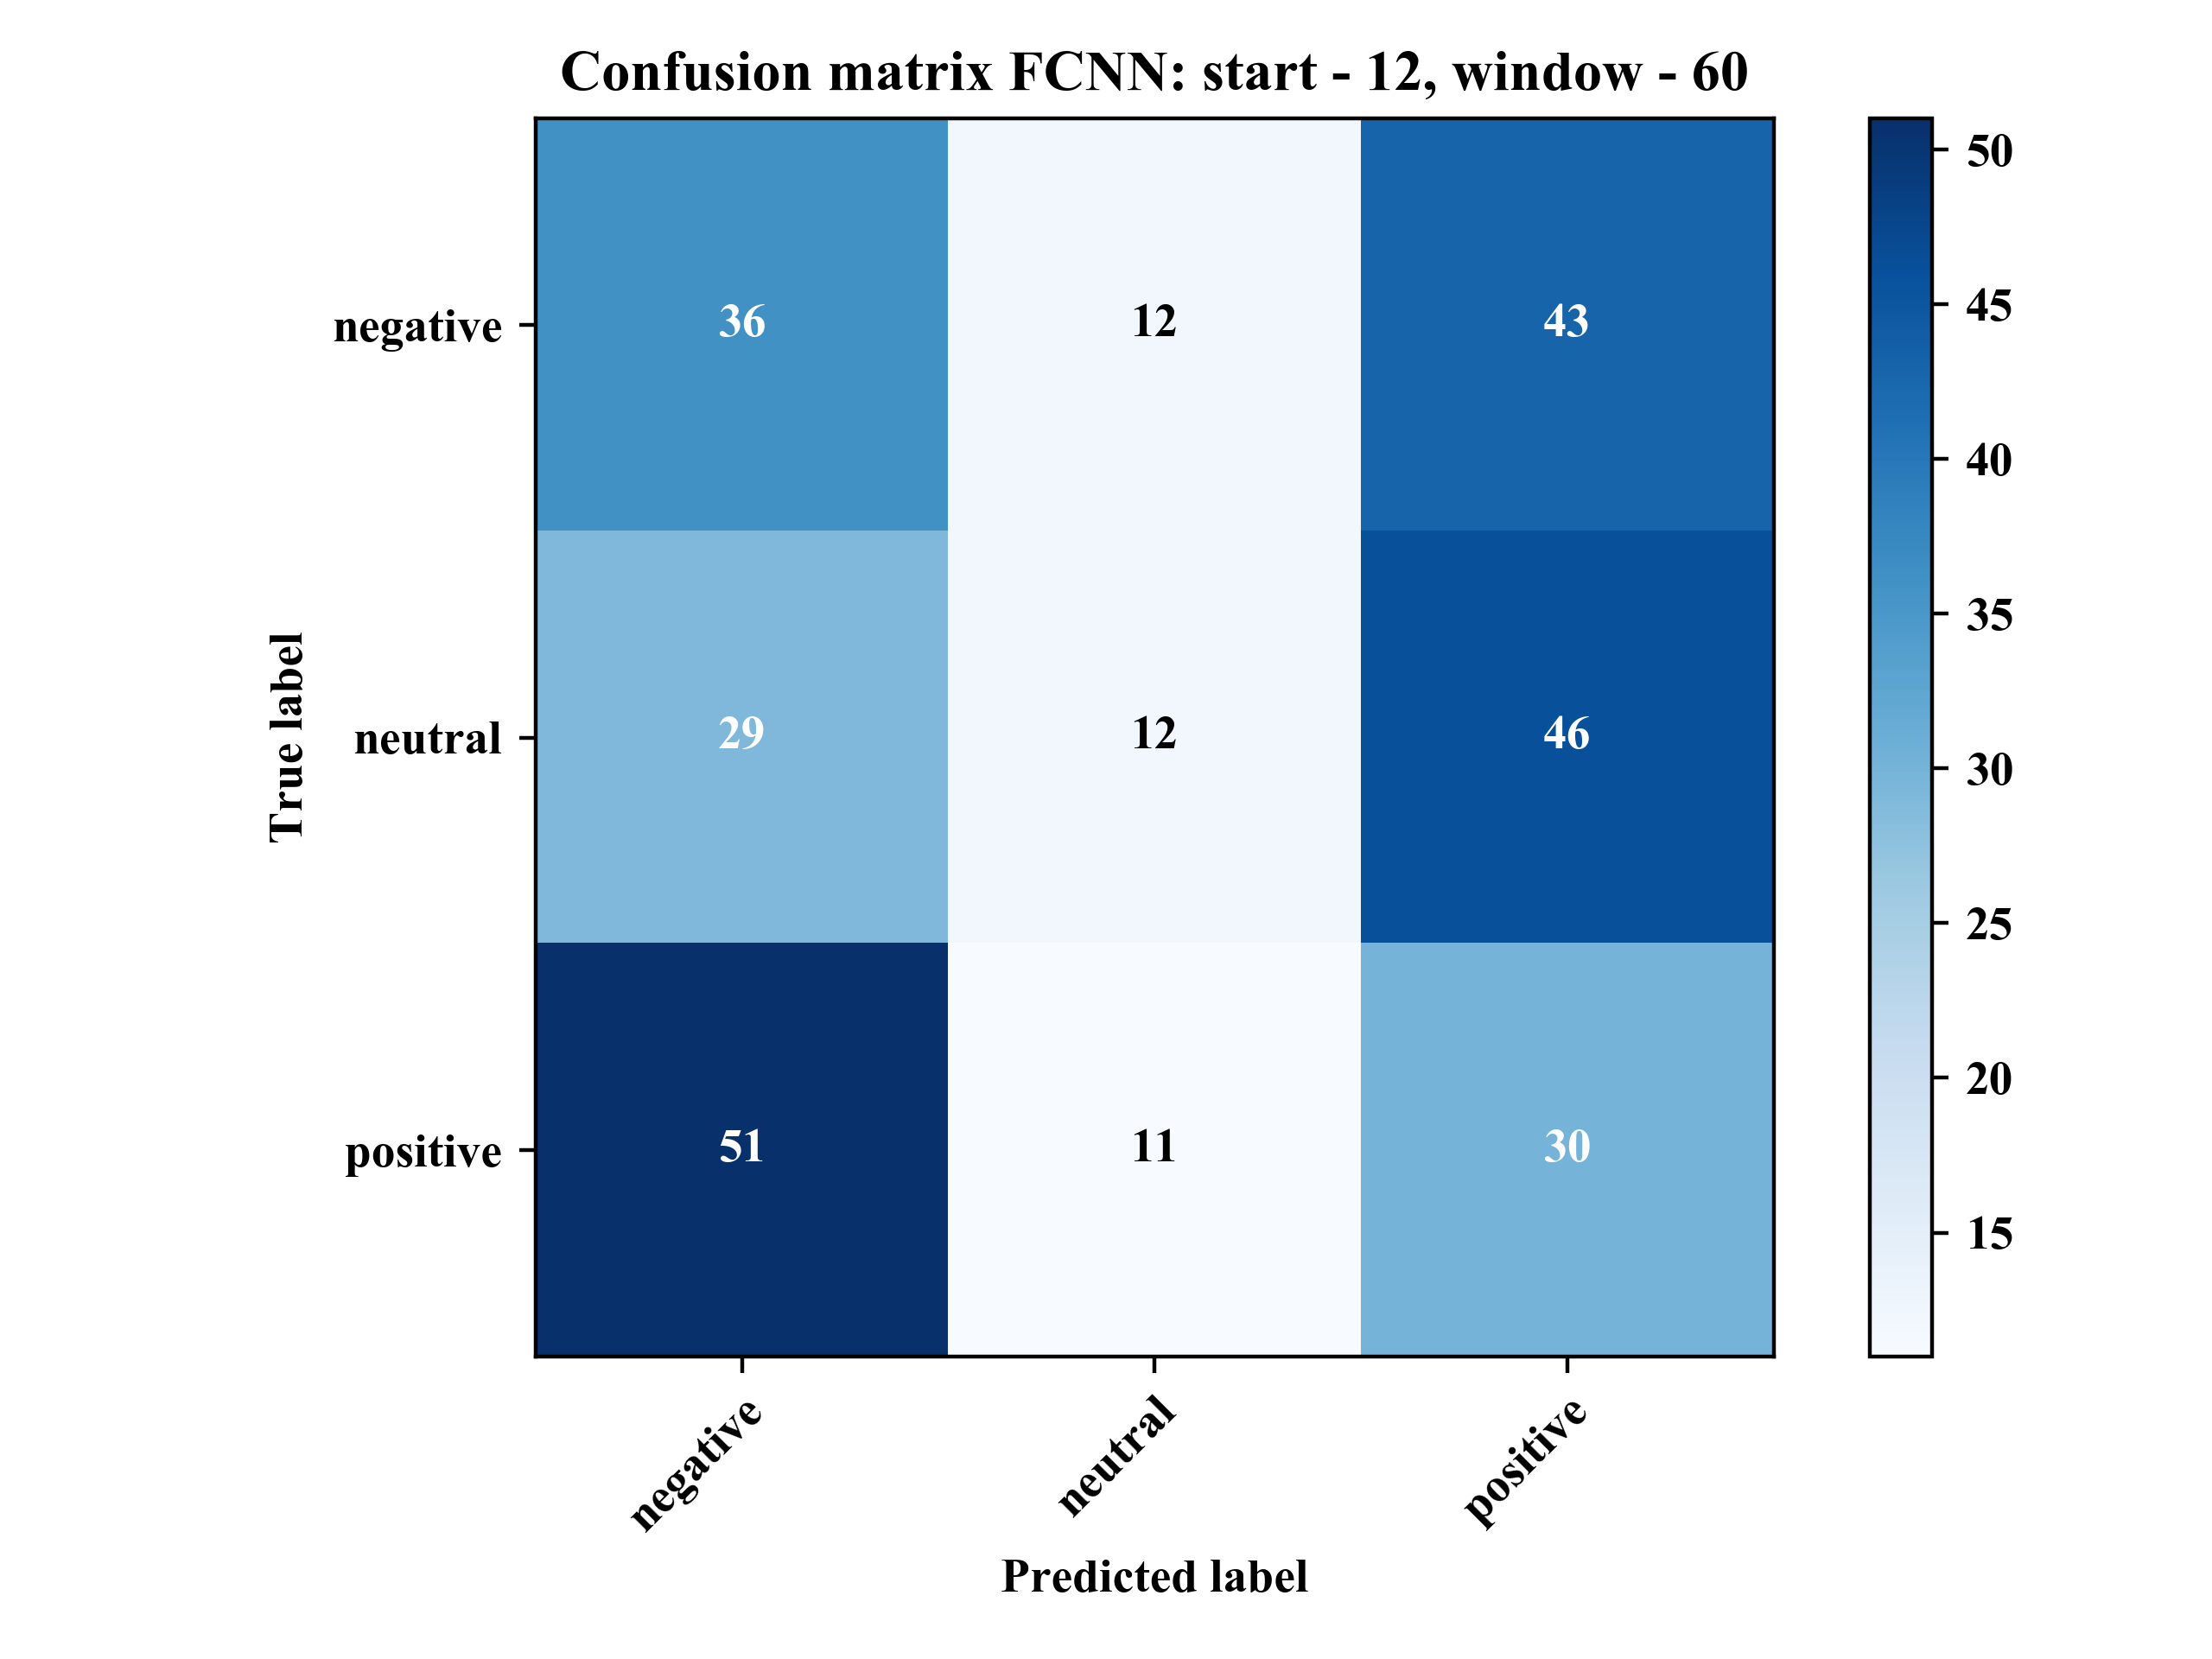 Confusion matrix FCNN: start - 12, window - 60
50
45
40
35
30
25
20
15
True label
negative
36
12
43
neutral
29
12
46
positive
51
11
30
negative
neutral
positive
Predicted label